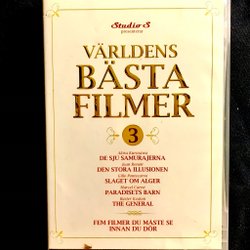 Studio S
presenterar
VÄRLDENS
BÄSTA
FILMER
3
Akira Kurosawa
DE SJU SAMURAJERNA
Jean Renoir
DEN STORA ILLUSIONEN
Gillo Pontecorvo
SLAGET OM ALGER
Marcel Carné
PARADISETS BARN
Buster Keaton
THE GENERAL
FEM FILMER DU MÅSTE SE
INNAN DU DÖR